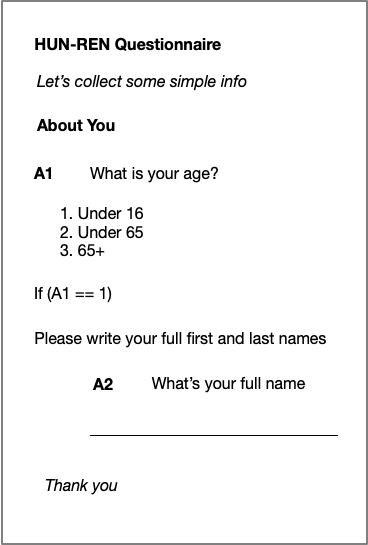 HUN-REN Questionnaire
Let's collect some simple info
About You
A1 What is your age?
1. Under 16
2. Under 65
3. 65+
If (A1 == 1)
Please write your full first and last names
A2 What's your full name
Thank you